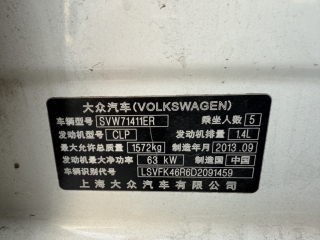 大众汽车(VOLKSWAGEN)
车辆型号 SVW71411ER 乘坐人数 5
发动机型号 CLP 发动机排量 1.4L
最大允许总质量 1572kg 制造年月 2013.09
发动机最大净功率 63 kW 制造国 中国
车辆识别代号 LSVFK46R6D2091459
上海大众汽车有限公司